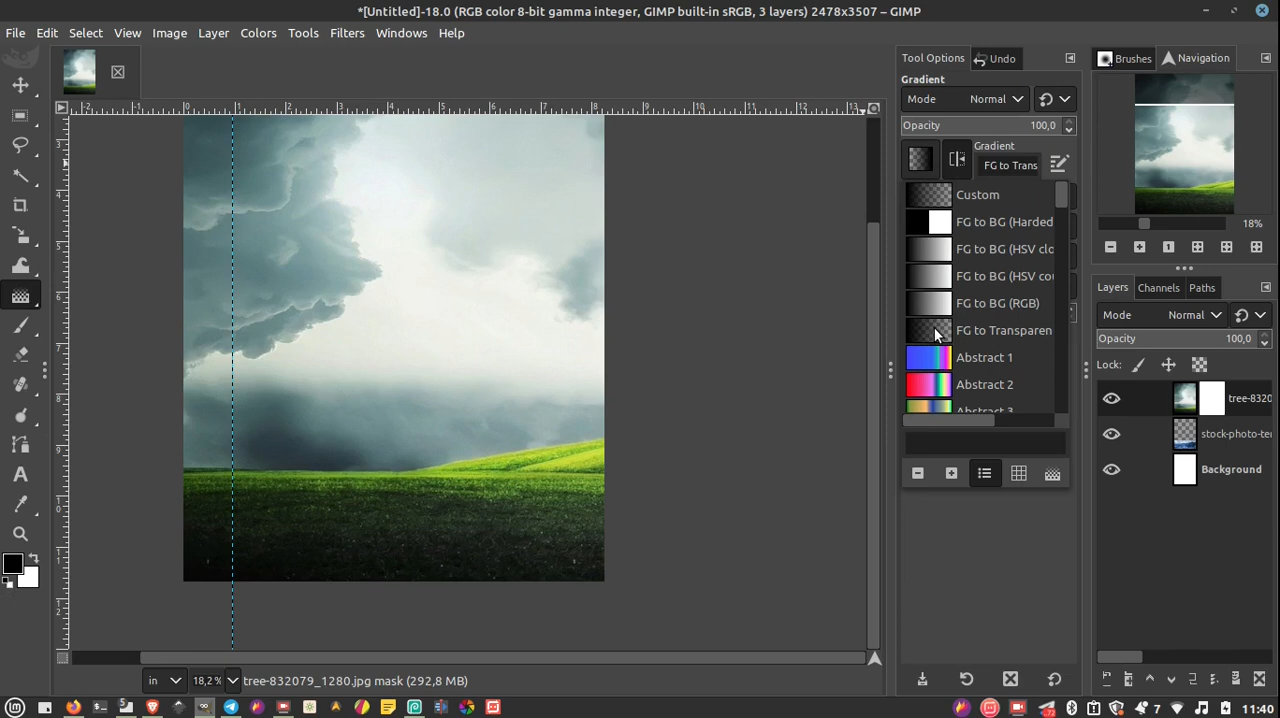 *[Untitled]-18.0 (RGB color 8-bit gamma integer, GIMP built-in sRGB, 3 layers) 2478x3507 – GIMP
File Edit Select View Image Layer Colors Tools Filters Windows Help
Tool Options Undo
Brushes Navigation
Gradient
Mode Normal
Opacity 100,0
Gradient
FG to Trans
Custom
FG to BG (Harded
FG to BG (HSV clo
FG to BG (HSV cou
FG to BG (RGB)
FG to Transparen
Abstract 1
Abstract 2
Abstract 3
18%
Layers Channels Paths
Mode Normal
Opacity 100,0
Lock:
tree-8320
stock-photo-te
Background
in 18,2 % tree-832079_1280.jpg mask (292,8 MB)
7 11:40